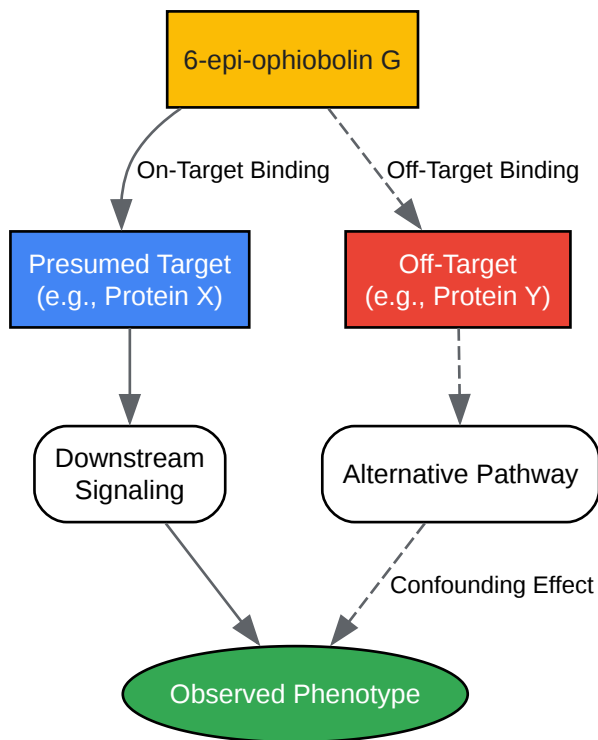 6-epi-ophiobolin G
On-Target Binding
Off-Target Binding
Presumed Target
(e.g., Protein X)
Off-Target
(e.g., Protein Y)
Downstream
Signaling
Alternative Pathway
Confounding Effect
Observed Phenotype